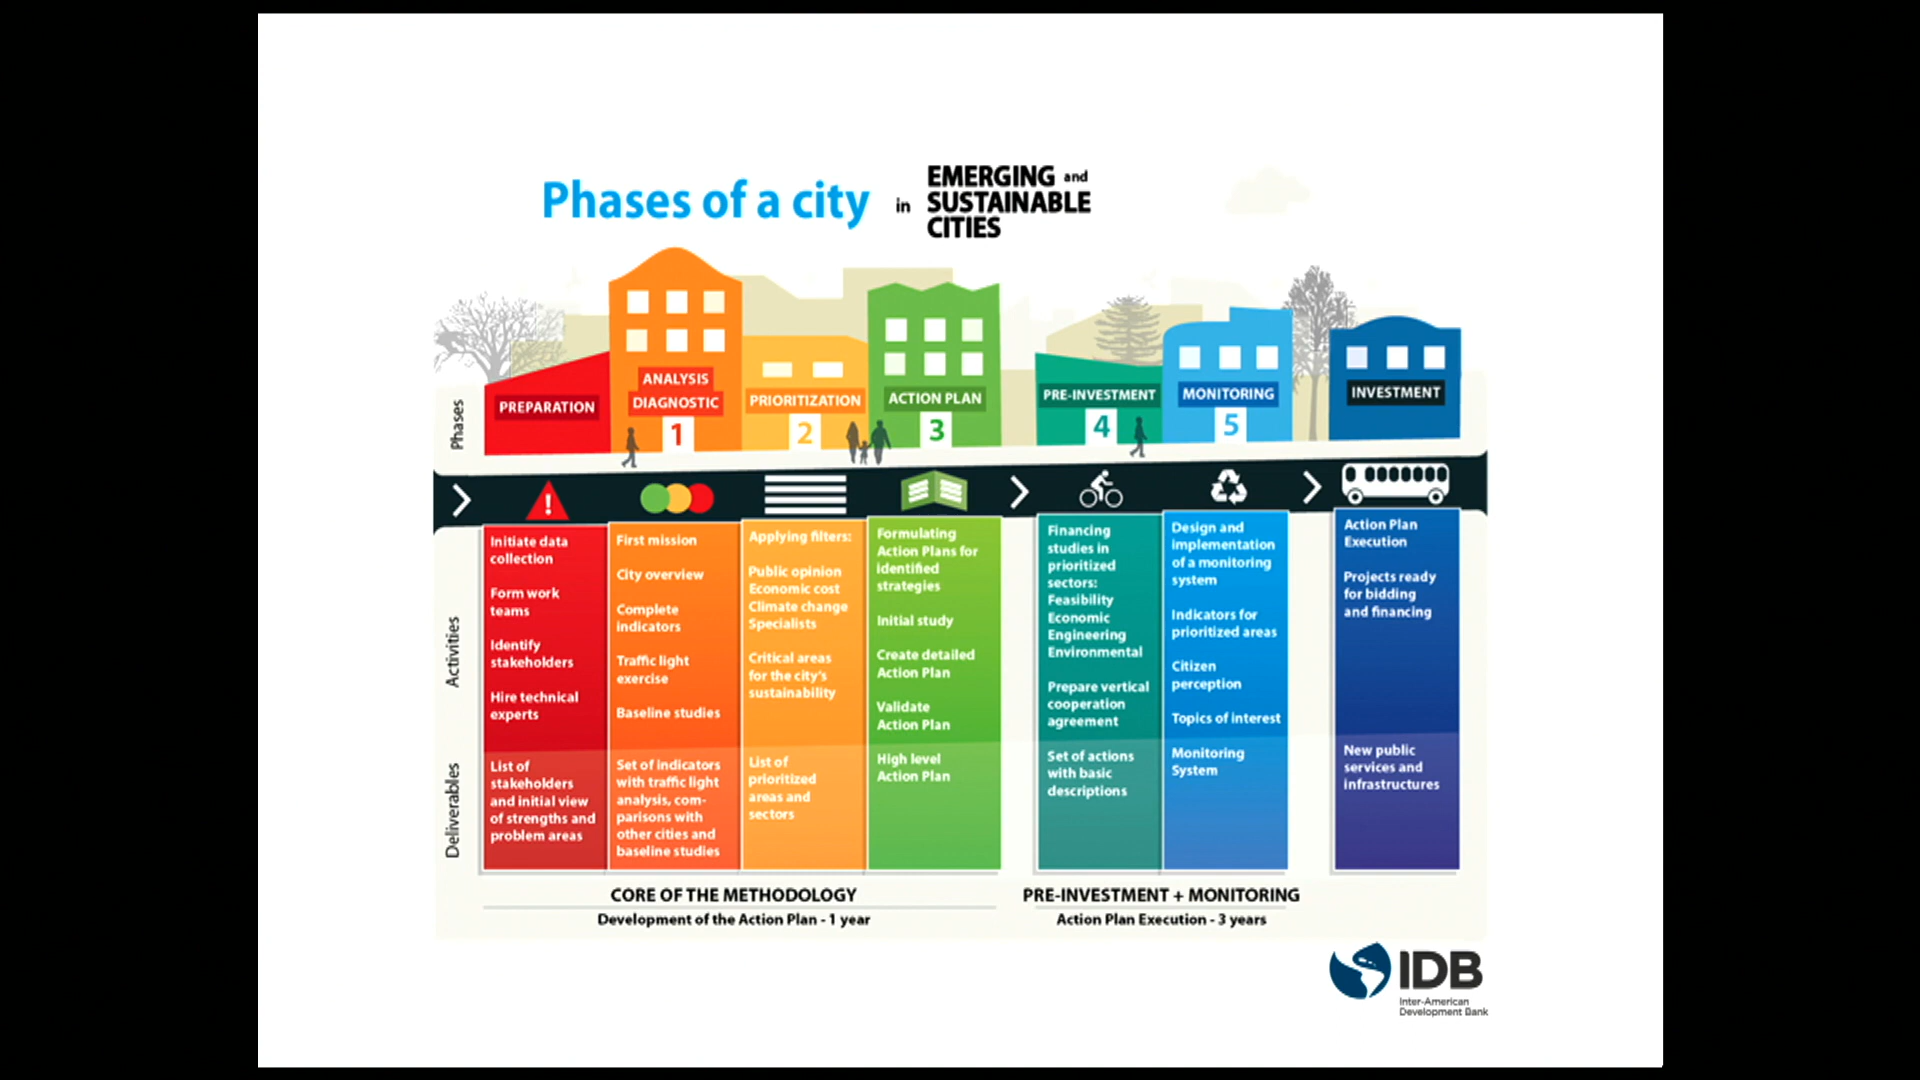 Phases of a city in EMERGING and
SUSTAINABLE
CITIES
Phases
PREPARATION
ANALYSIS
DIAGNOSTIC
1
PRIORITIZATION
2
ACTION PLAN
3
PRE-INVESTMENT
4
MONITORING
5
INVESTMENT
Activities
Initiate data
collection
Form work
teams
Identify
stakeholders
Hire technical
experts
First mission
City overview
Complete
indicators
Traffic light
exercise
Baseline studies
Applying filters:
Public opinion
Economic cost
Climate change
Specialists
Critical areas
for the city's
sustainability
Formulating
Action Plans for
identified
strategies
Initial study
Create detailed
Action Plan
Validate
Action Plan
Financing
studies in
prioritized
sectors:
Feasibility
Economic
Engineering
Environmental
Prepare vertical
cooperation
agreement
Design and
implementation
of a monitoring
system
Indicators for
prioritized areas
Citizen
perception
Topics of interest
Action Plan
Execution
Projects ready
for bidding
and financing
Deliverables
List of
stakeholders
and initial view
of strengths and
problem areas
Set of indicators
with traffic light
analysis, com-
parisons with
other cities and
baseline studies
List of
prioritized
areas and
sectors
High level
Action Plan
Set of actions
with basic
descriptions
Monitoring
System
New public
services and
infrastructures
CORE OF THE METHODOLOGY
Development of the Action Plan - 1 year
PRE-INVESTMENT + MONITORING
Action Plan Execution - 3 years
IDB
Inter-American
Development Bank